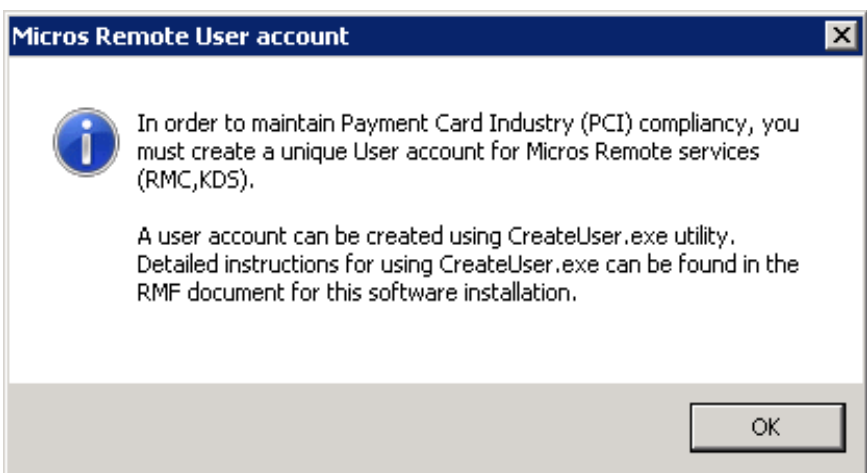 Micros Remote User account
In order to maintain Payment Card Industry (PCI) compliancy, you
must create a unique User account for Micros Remote services
(RMC,KDS).
A user account can be created using CreateUser.exe utility.
Detailed instructions for using CreateUser.exe can be found in the
RMF document for this software installation.
OK